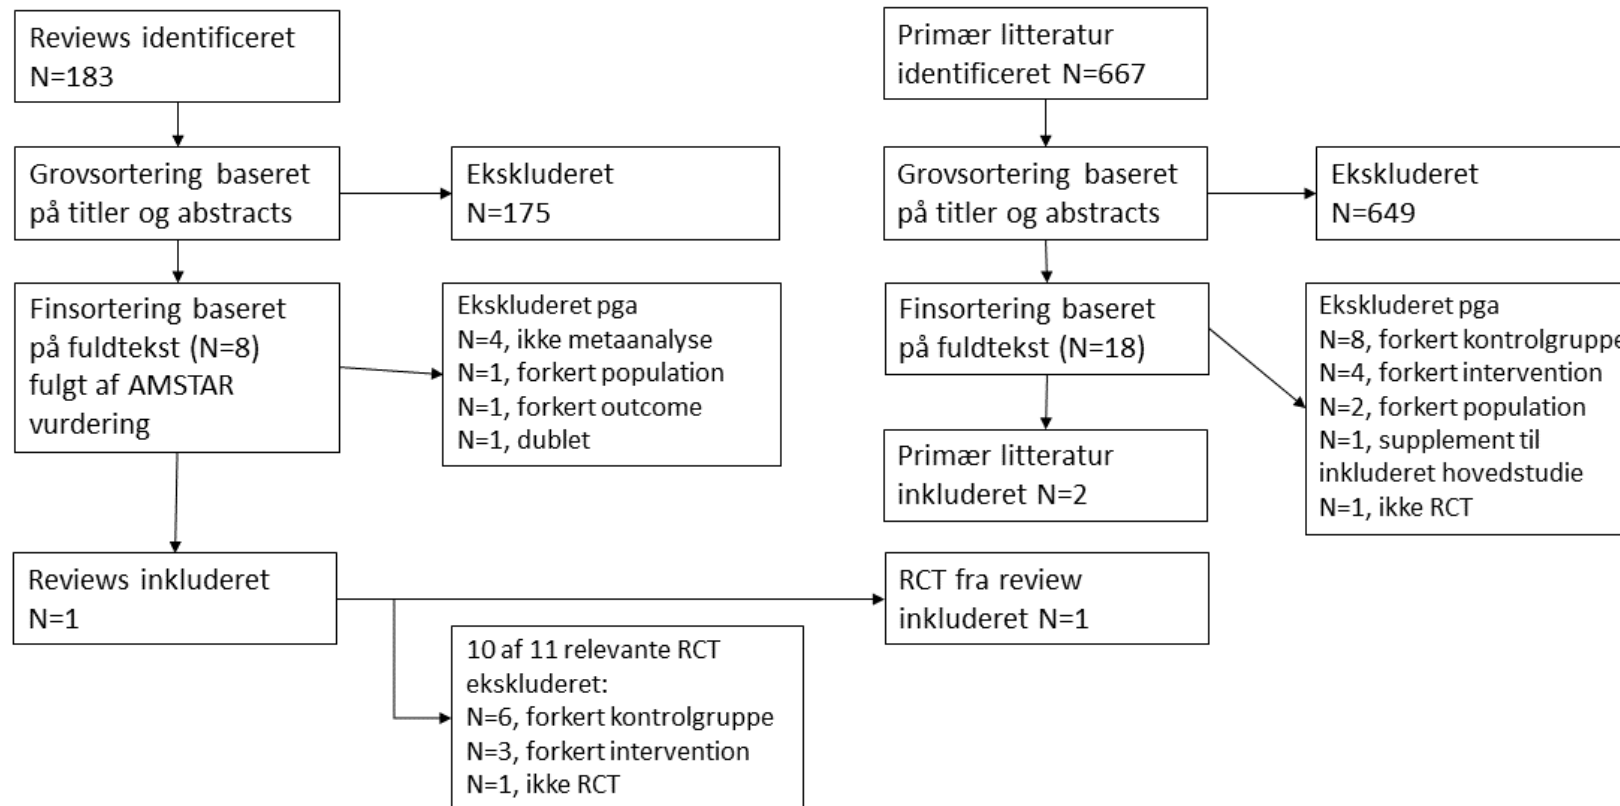 Reviews identificeret
N=183
Grovsortering baseret
på titler og abstracts
Ekskluderet
N=175
Finsortering baseret
på fuldtekst (N=8)
fulgt af AMSTAR
vurdering
Ekskluderet pga
N=4, ikke metaanalyse
N=1, forkert population
N=1, forkert outcome
N=1, dublet
Reviews inkluderet
N=1
10 af 11 relevante RCT
ekskluderet:
N=6, forkert kontrolgruppe
N=3, forkert intervention
N=1, ikke RCT
Primær litteratur
identificeret N=667
Grovsortering baseret
på titler og abstracts
Ekskluderet
N=649
Finsortering baseret
på fuldtekst (N=18)
Ekskluderet pga
N=8, forkert kontrolgruppe
N=4, forkert intervention
N=2, forkert population
N=1, supplement til
inkluderet hovedstudie
N=1, ikke RCT
Primær litteratur
inkluderet N=2
RCT fra review
inkluderet N=1